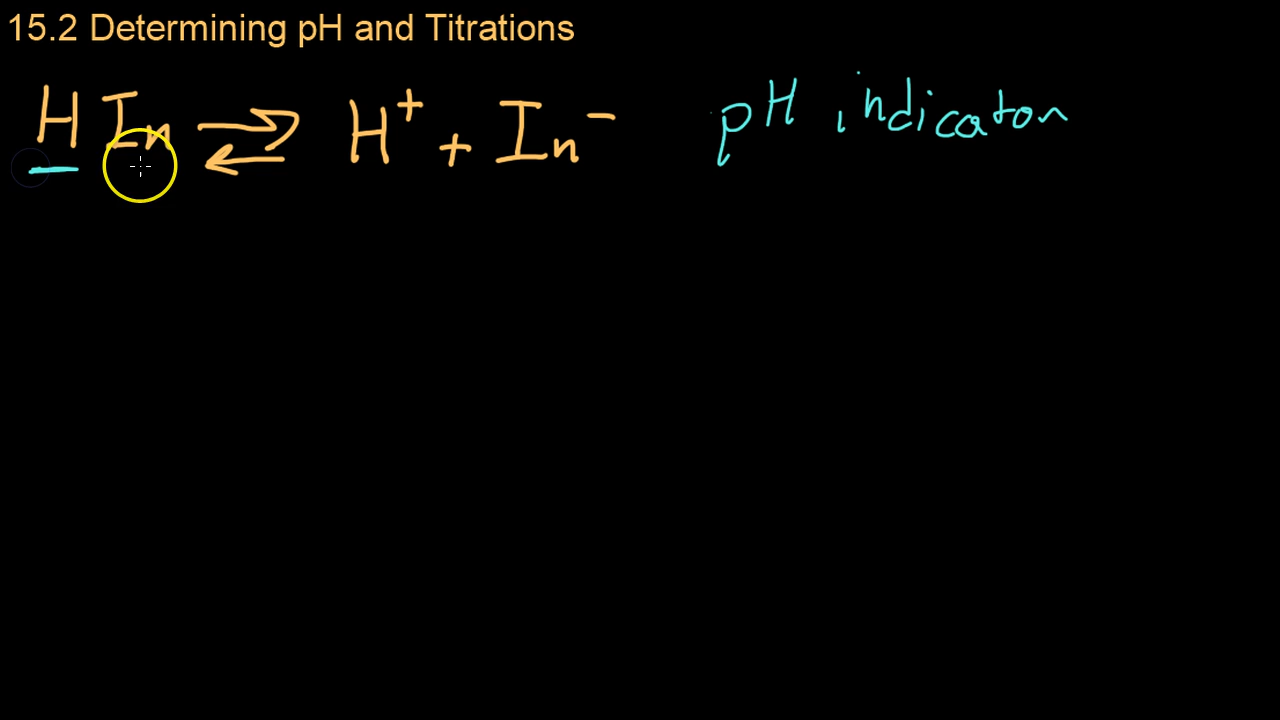 15.2 Determining pH and Titrations
HIn ⇌ H⁺ + In⁻ pH indicator